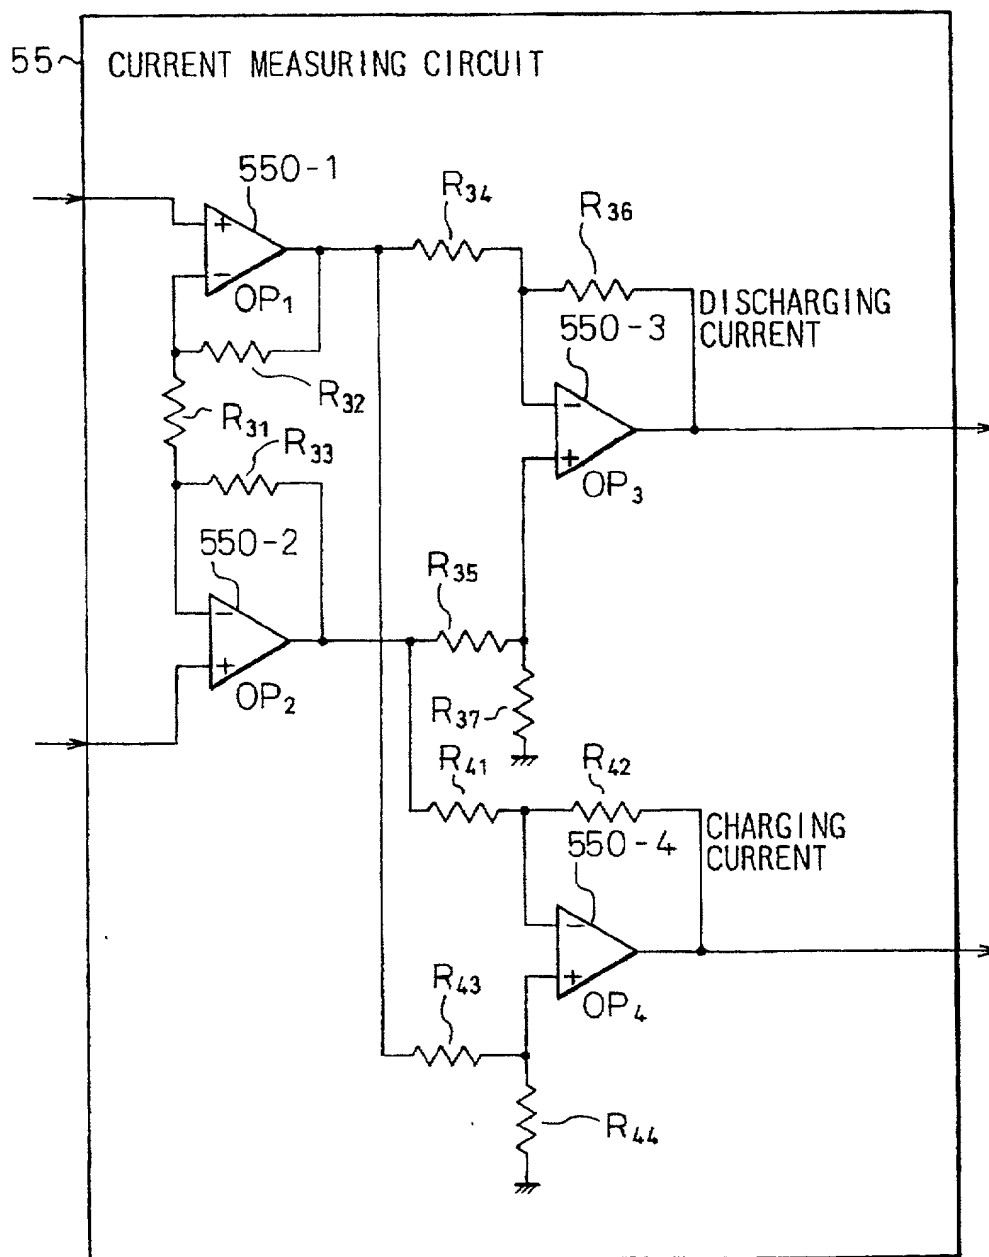 55 CURRENT MEASURING CIRCUIT
550-1
R34
R36
+
−
OP1
DISCHARGING
CURRENT
550-3
R32
R31
R33
−
+
OP3
550-2
R35
−
+
OP2
R37
R41
R42
CHARGING
CURRENT
550-4
−
+
R43
OP4
R44